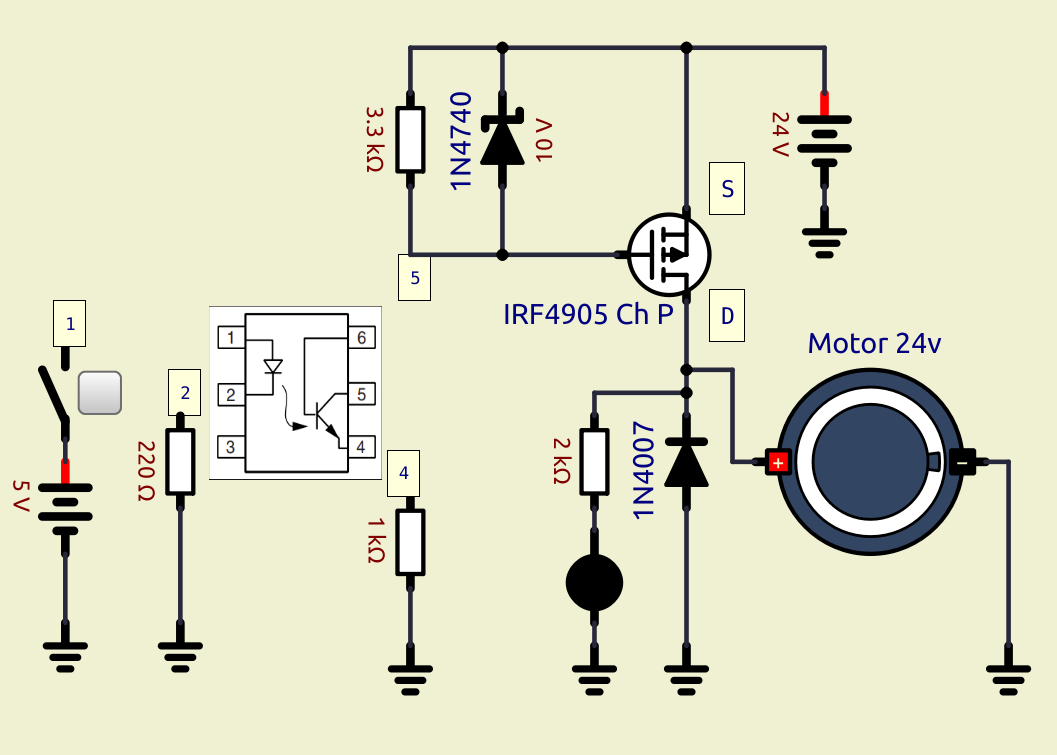 3.3 kΩ
1N4740
10 V
24 V
S
5
IRF4905 Ch P
D
1
Motor 24v
2
1
2
3
6
5
4
220 Ω
5 V
4
1 kΩ
2 kΩ
1N4007
+
−